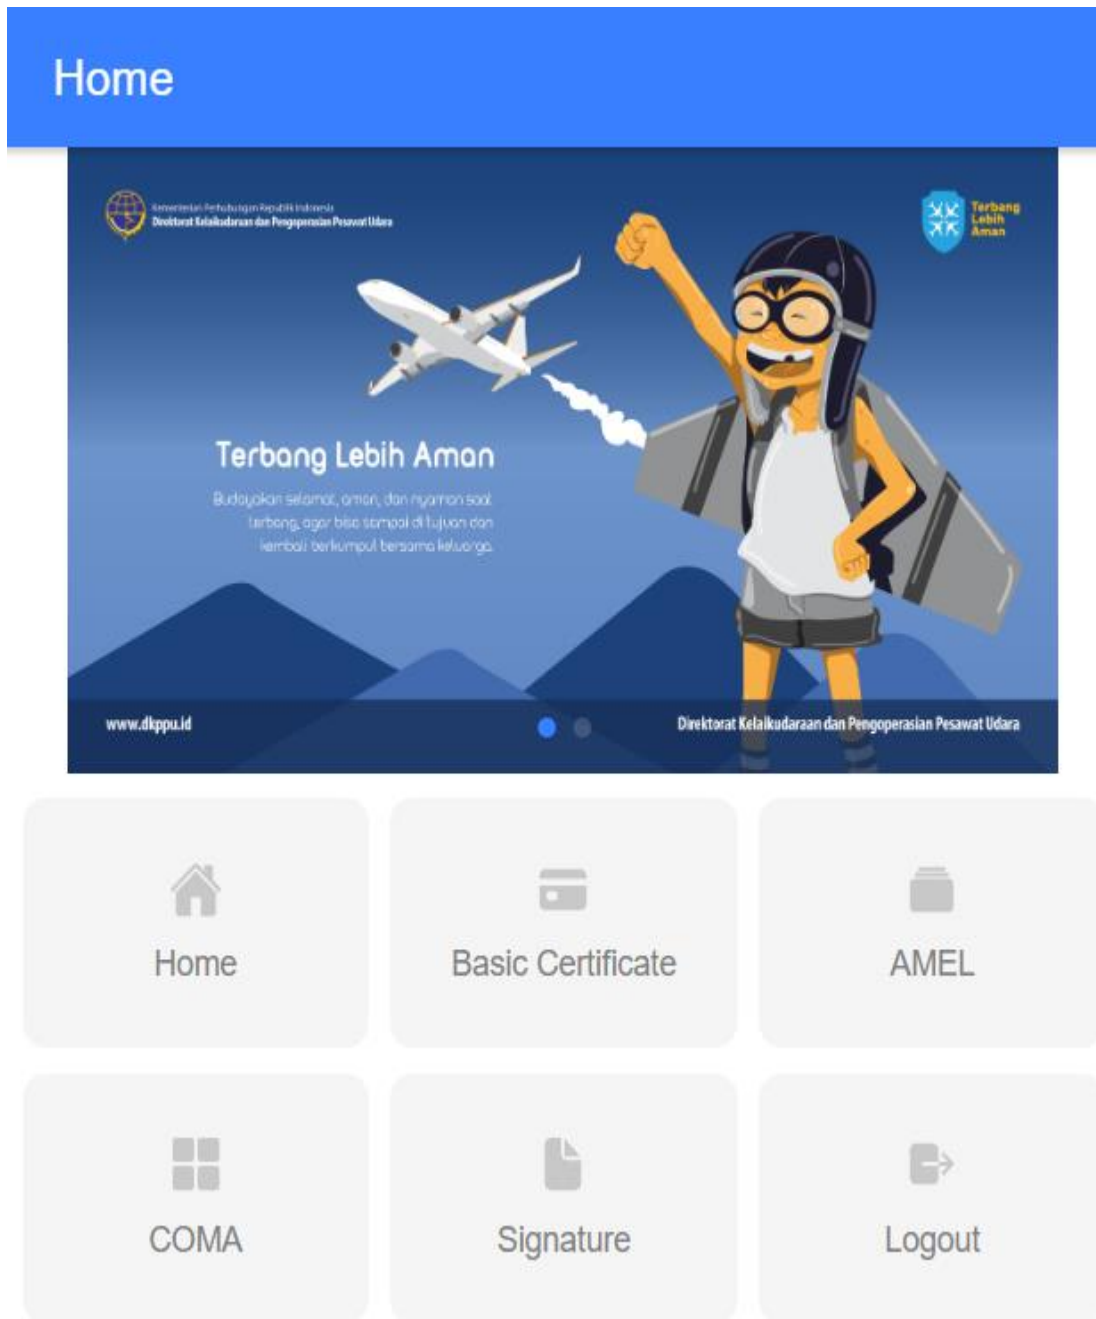 Home
Kementerian Perhubungan Republik Indonesia
Direktorat Kelaikudaraan dan Pengoperasian Pesawat Udara
Terbang
Lebih
Aman
Terbang Lebih Aman
Budayakan selamat, aman, dan nyaman saat
terbang, agar bisa sampai di tujuan dan
kembali berkumpul bersama keluarga.
www.dkppu.id
Direktorat Kelaikudaraan dan Pengoperasian Pesawat Udara
Home
Basic Certificate
AMEL
COMA
Signature
Logout